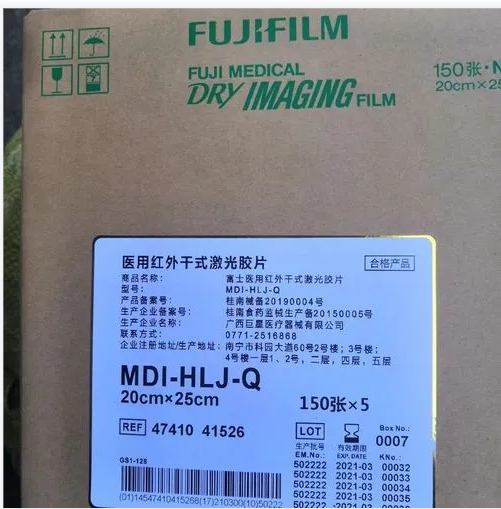 FUJIFILM
FUJI MEDICAL
DRY IMAGING FILM
150张·N
20cm×25
医用红外干式激光胶片
合格产品
商品名称: 富士医用红外干式激光胶片
型号: MDI-HLJ-Q
产品备案号: 桂南械备20190004号
生产企业备案号: 桂南食药监械生产备20150005号
生产企业名称: 广西巨星医疗器械有限公司
联系方式: 0771-2516868
企业注册地址/生产地址: 南宁市科园大道60号2号楼; 3号楼;
4号楼一层1、2号, 二层, 四层, 五层
MDI-HLJ-Q
20cm×25cm
150张×5
REF 47410 41526
LOT
生产批号
有效期限
EXP. DATE
Box No.:
0007
GS1-128
EM.No.: KNo.:
502222 2021-03 00032
502222 2021-03 00033
502222 2021-03 00034
502222 2021-03 00035
(01)14547410415268(17)210300(10)50222